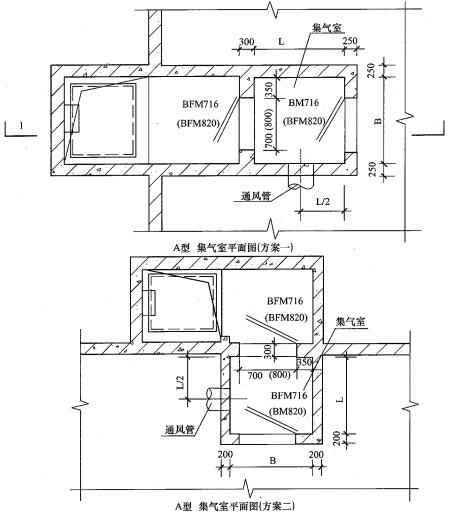 300
L
集气室
250
250
350
BFM716
(BFM820)
BM716
(BFM820)
700 (800)
B
1
1
250
通风管
L/2
A型 集气室平面图(方案一)
BFM716
(BFM820)
集气室
300
350
L/2
700 (800)
BFM716
(BM820)
L
通风管
200
200
B
200
A型 集气室平面图(方案二)